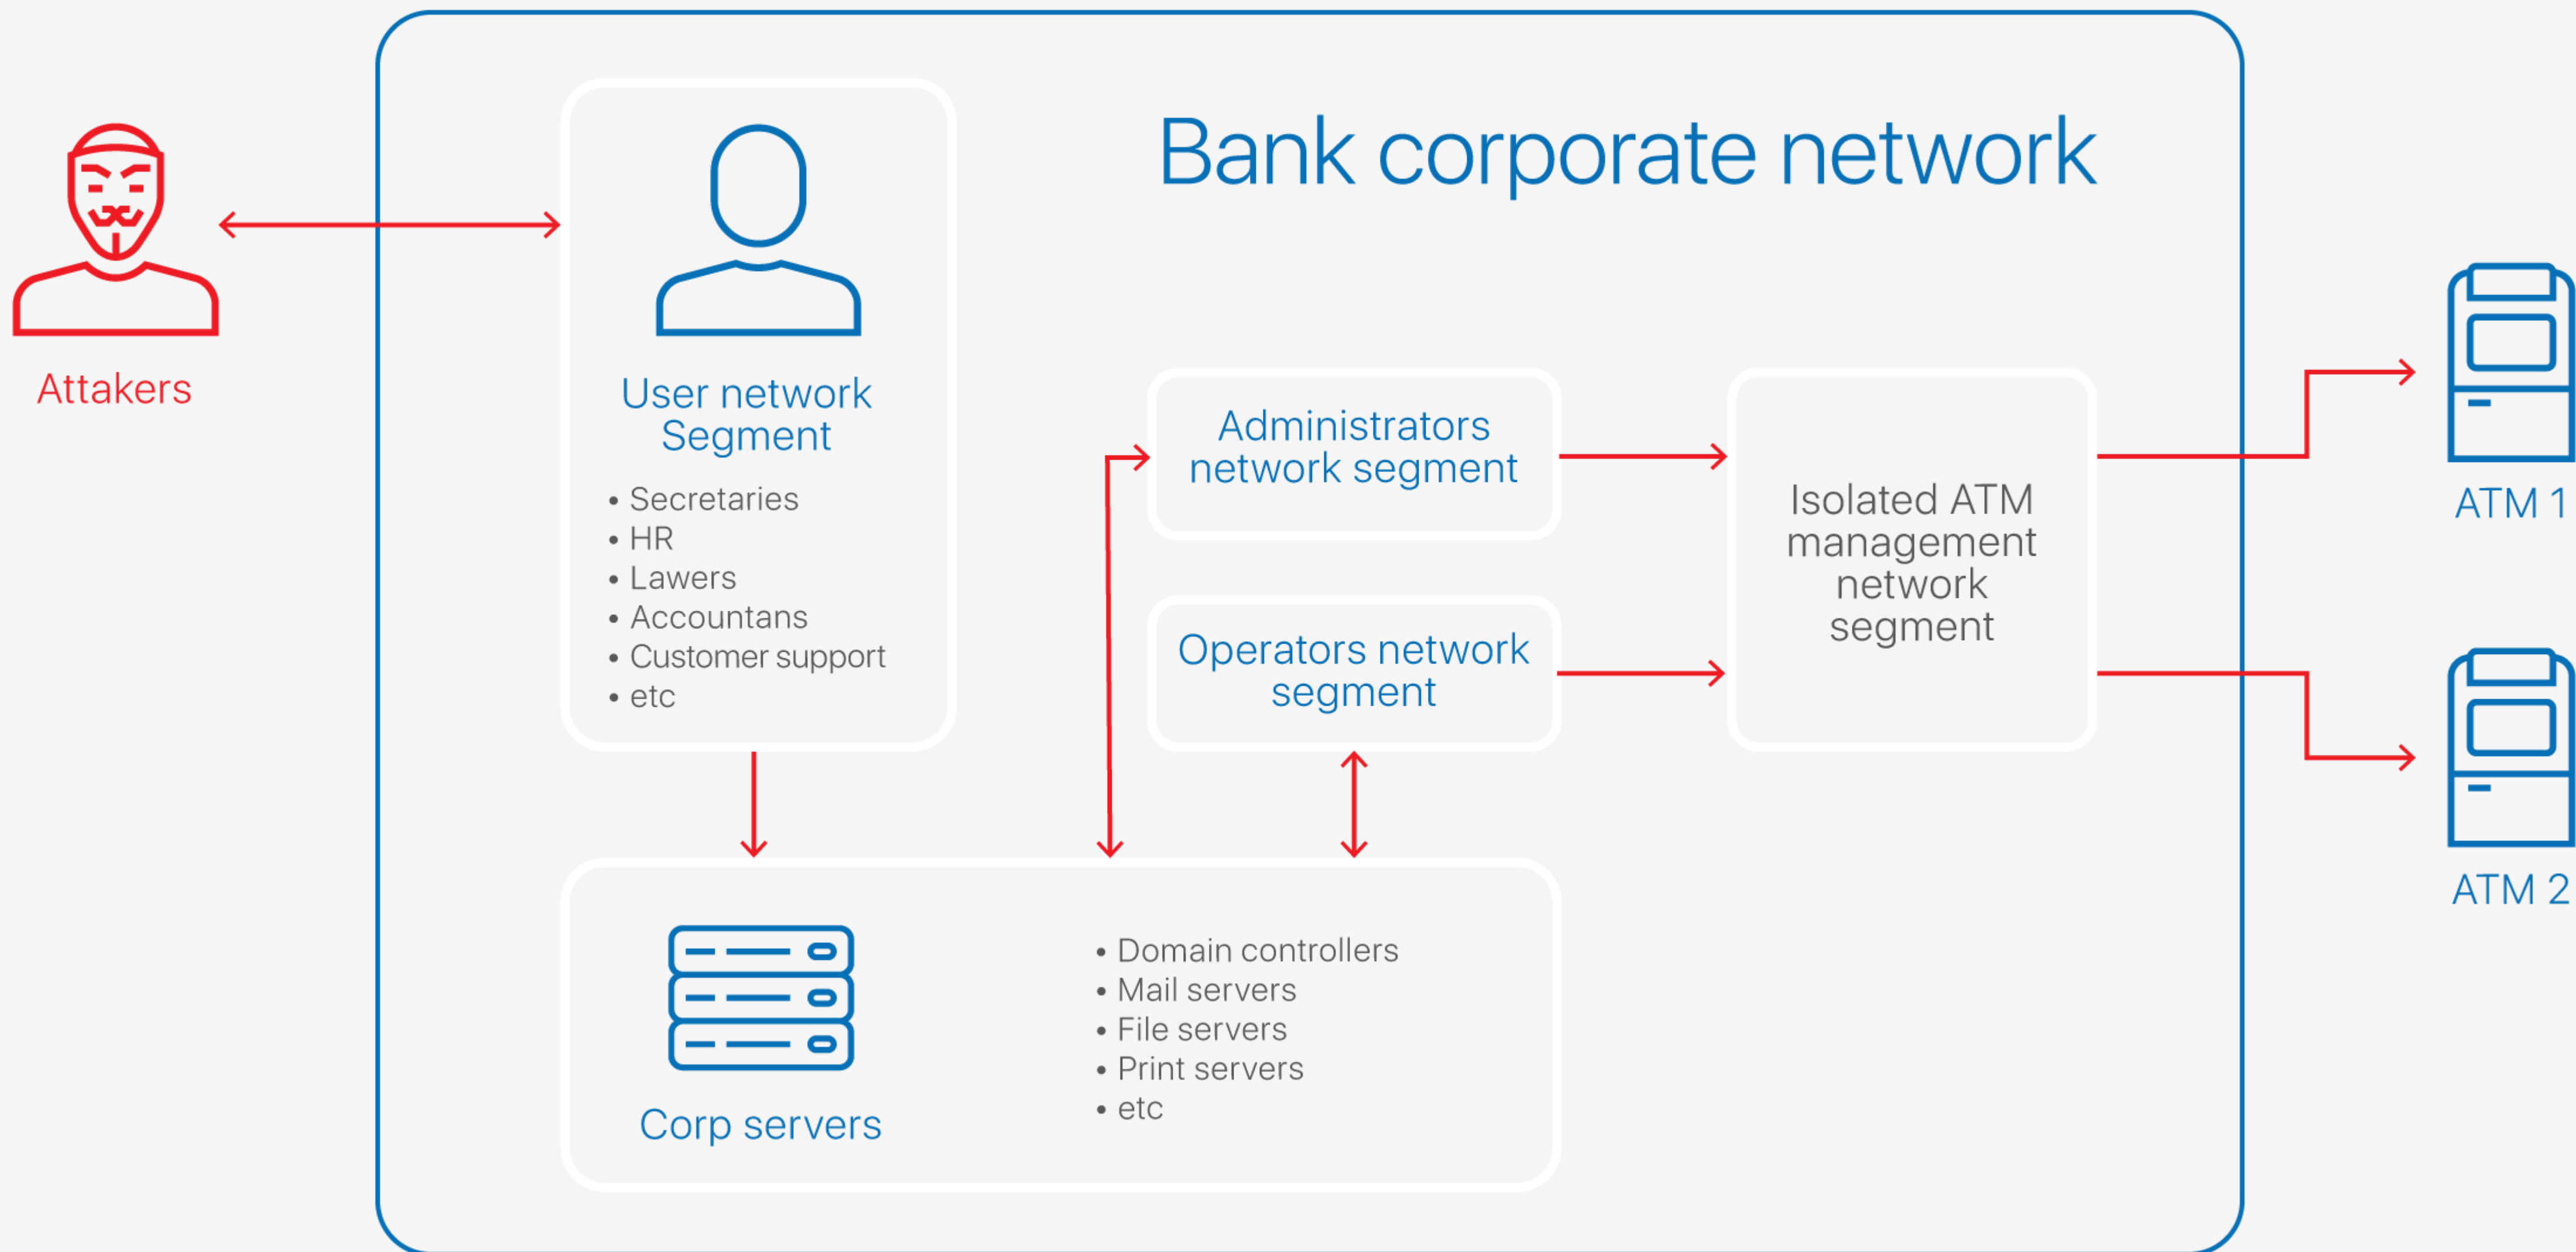 Bank corporate network
Attakers
User network
Segment
• Secretaries
• HR
• Lawers
• Accountans
• Customer support
• etc
Administrators
network segment
Operators network
segment
Isolated ATM
management
network
segment
ATM 1
ATM 2
Corp servers
• Domain controllers
• Mail servers
• File servers
• Print servers
• etc